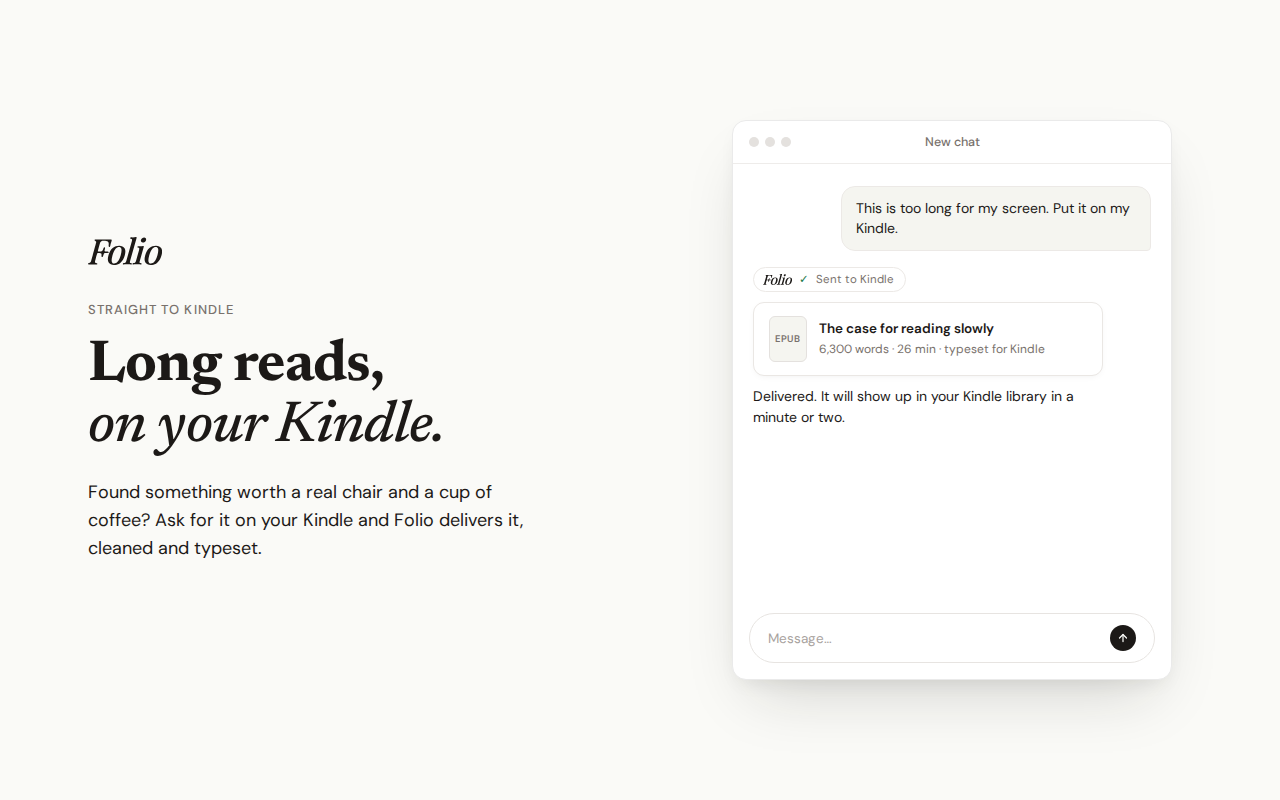 Folio
STRAIGHT TO KINDLE
Long reads,
on your Kindle.
Found something worth a real chair and a cup of
coffee? Ask for it on your Kindle and Folio delivers it,
cleaned and typeset.
New chat
This is too long for my screen. Put it on my
Kindle.
Folio ✓ Sent to Kindle
EPUB
The case for reading slowly
6,300 words · 26 min · typeset for Kindle
Delivered. It will show up in your Kindle library in a
minute or two.
Message…